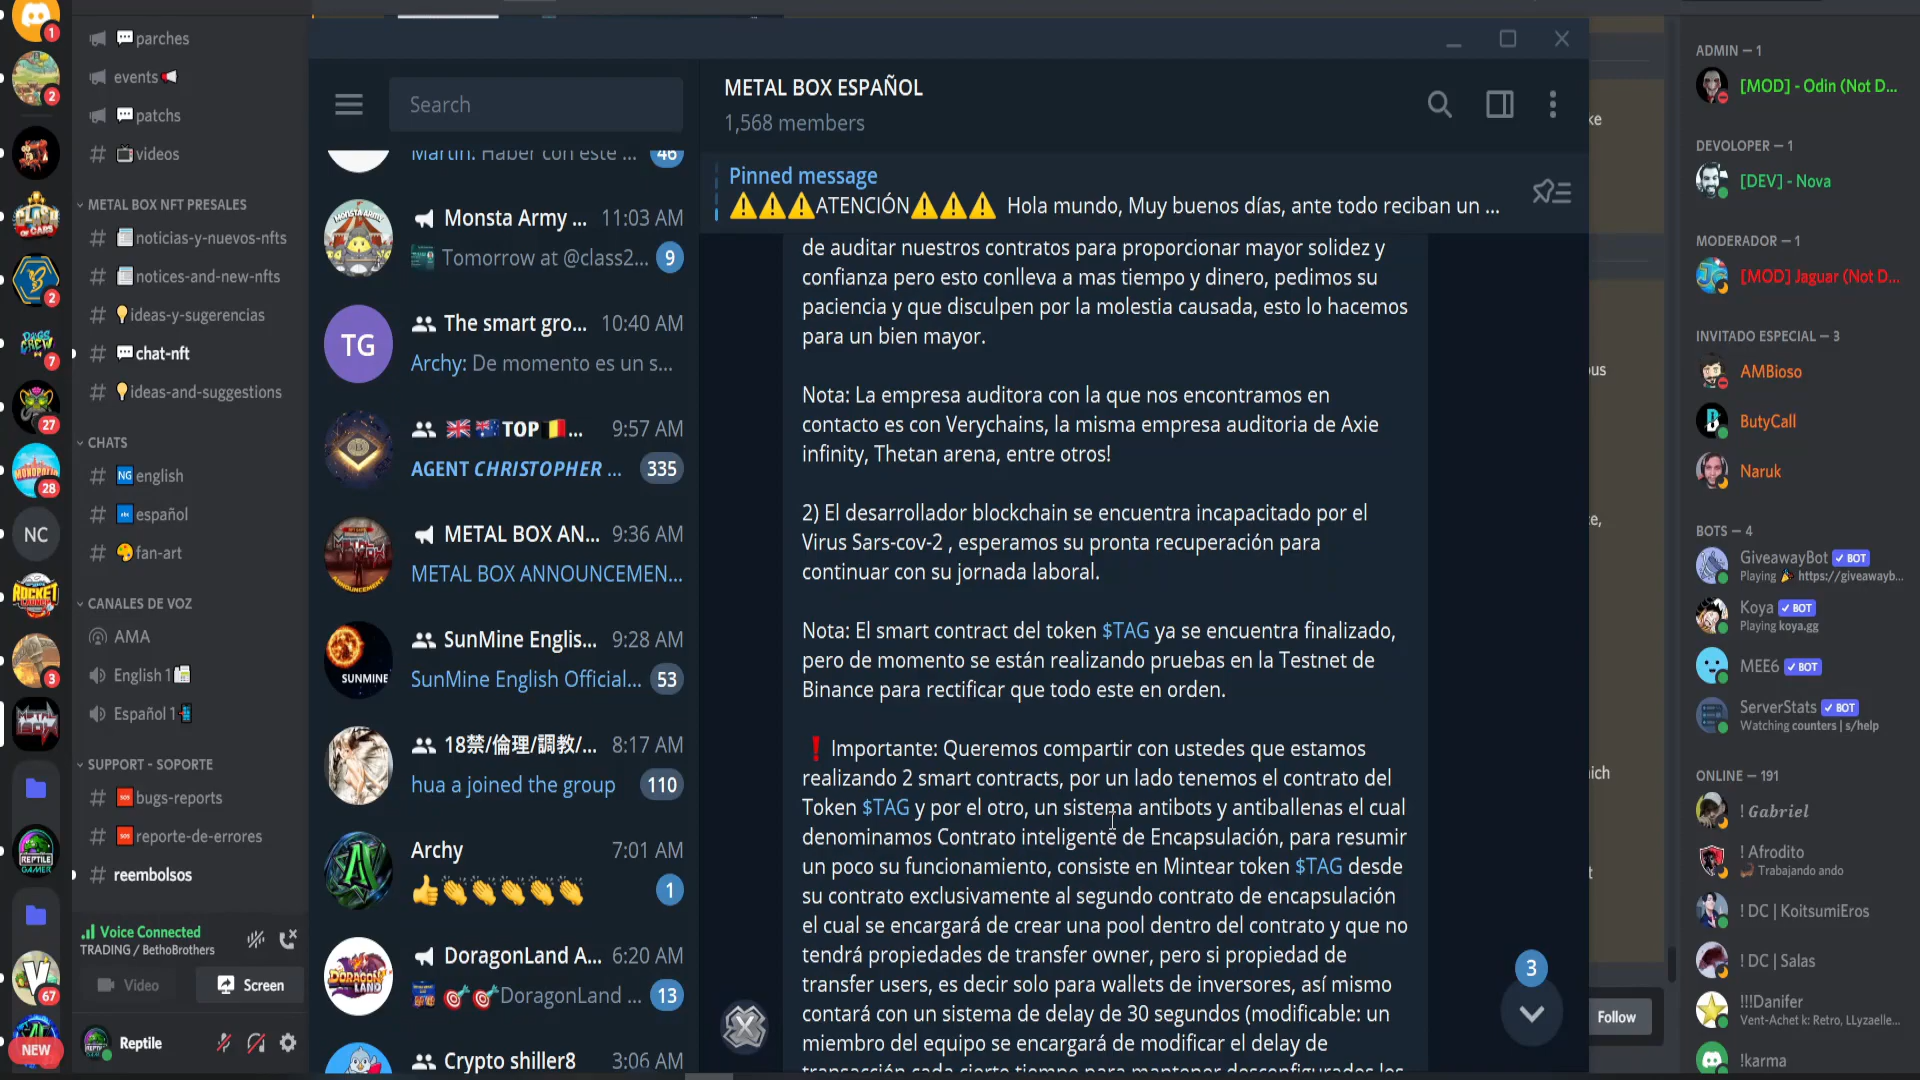 parches
events
patchs
videos
METAL BOX NFT PRESALES
noticias-y-nuevos-nfts
notices-and-new-nfts
ideas-y-sugerencias
chat-nft
ideas-and-suggestions
CHATS
english
español
fan-art
CANALES DE VOZ
AMA
English 1
Español 1
SUPPORT - SOPORTE
bugs-reports
reporte-de-errores
reembolsos
Voice Connected
TRADING / BethoBrothers
Video
Screen
Reptile
1
2
2
7
27
28
NC
3
67
NEW
Search
Martin: Haber con este ...
46
Monsta Army ... 11:03 AM
Tomorrow at @class2... 9
TG
The smart gro... 10:40 AM
Archy: De momento es un s...
TOP ... 9:57 AM
AGENT CHRISTOPHER ... 335
METAL BOX AN... 9:36 AM
METAL BOX ANNOUNCEMEN...
SunMine Englis... 9:28 AM
SunMine English Official... 53
SUNMINE
18禁/倫理/調教/... 8:17 AM
hua a joined the group 110
Archy 7:01 AM
👍👏👏👏👏👏 1
DoragonLand A... 6:20 AM
DoragonLand ... 13
Crypto shiller8 3:06 AM
METAL BOX ESPAÑOL
1,568 members
Pinned message
⚠⚠⚠ATENCIÓN⚠⚠⚠ Hola mundo, Muy buenos días, ante todo reciban un ...
de auditar nuestros contratos para proporcionar mayor solidez y
confianza pero esto conlleva a mas tiempo y dinero, pedimos su
paciencia y que disculpen por la molestia causada, esto lo hacemos
para un bien mayor.
Nota: La empresa auditora con la que nos encontramos en
contacto es con Verychains, la misma empresa auditoria de Axie
infinity, Thetan arena, entre otros!
2) El desarrollador blockchain se encuentra incapacitado por el
Virus Sars-cov-2 , esperamos su pronta recuperación para
continuar con su jornada laboral.
Nota: El smart contract del token $TAG ya se encuentra finalizado,
pero de momento se están realizando pruebas en la Testnet de
Binance para rectificar que todo este en orden.
❗ Importante: Queremos compartir con ustedes que estamos
realizando 2 smart contracts, por un lado tenemos el contrato del
Token $TAG y por el otro, un sistema antibots y antiballenas el cual
denominamos Contrato inteligente de Encapsulación, para resumir
un poco su funcionamiento, consiste en Mintear token $TAG desde
su contrato exclusivamente al segundo contrato de encapsulación
el cual se encargará de crear una pool dentro del contrato y que no
tendrá propiedades de transfer owner, pero si propiedad de
transfer users, es decir solo para wallets de inversores, así mismo
contará con un sistema de delay de 30 segundos (modificable: un
miembro del equipo se encargará de modificar el delay de
transacción cada cierto tiempo para mantener desconfigurados los
3
Follow
ADMIN — 1
[MOD] - Odin (Not D...
DEVOLOPER — 1
[DEV] - Nova
MODERADOR — 1
[MOD] Jaguar (Not D...
INVITADO ESPECIAL — 3
AMBioso
ButyCall
Naruk
BOTS — 4
GiveawayBot ✓ BOT
Playing https://giveawayb...
Koya ✓ BOT
Playing koya.gg
MEE6 ✓ BOT
ServerStats ✓ BOT
Watching counters | s/help
ONLINE — 191
! Gabriel
! Afrodito
Trabajando ando
! DC | KoitsumiEros
! DC | Salas
!!!Danifer
Vent-Achet k: Retro, LLyzaelle...
!karma